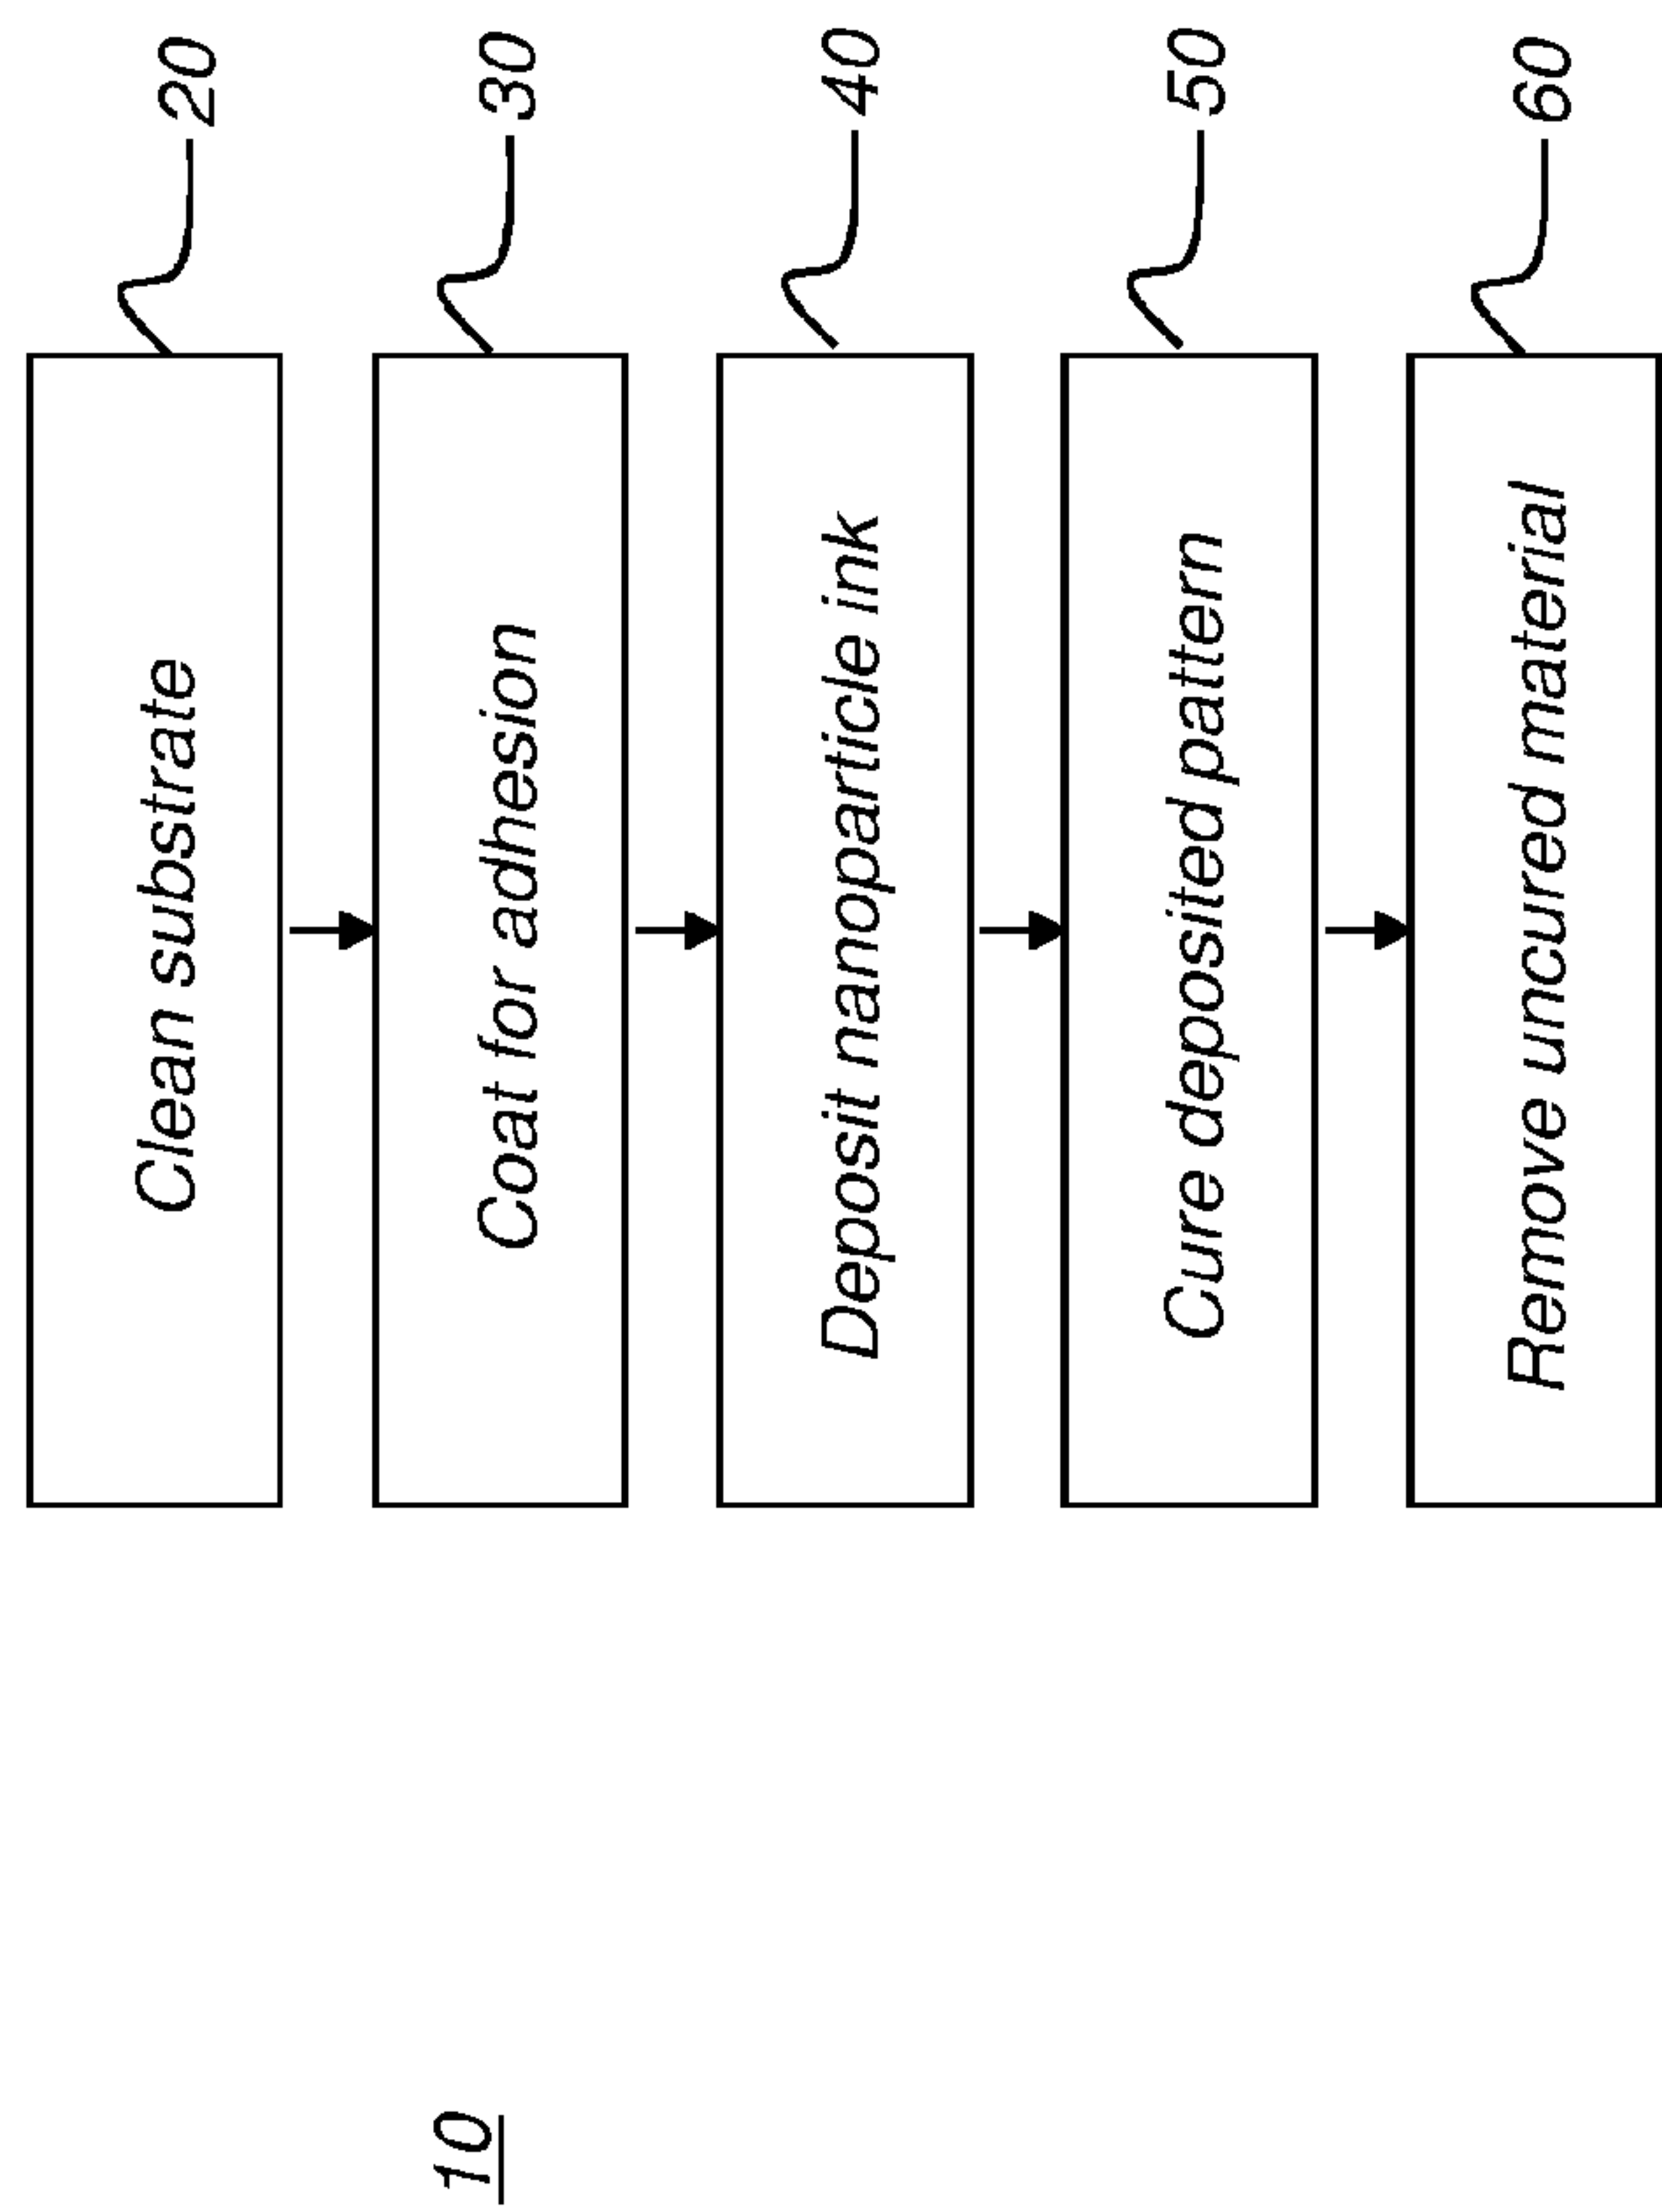 10
Clean substrate
20
Coat for adhesion
30
Deposit nanoparticle ink
40
Cure deposited pattern
50
Remove uncured material
60